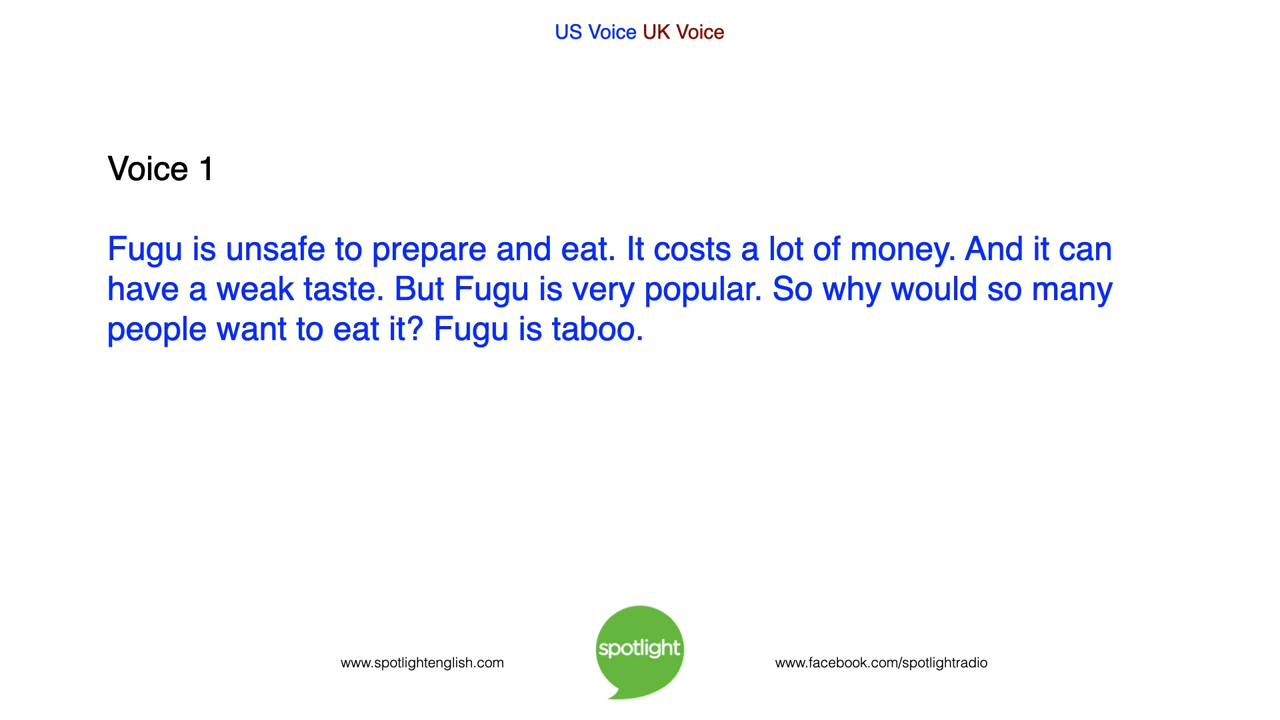 US Voice UK Voice
Voice 1
Fugu is unsafe to prepare and eat. It costs a lot of money. And it can
have a weak taste. But Fugu is very popular. So why would so many
people want to eat it? Fugu is taboo.
spotlight
www.spotlightenglish.com
www.facebook.com/spotlightradio